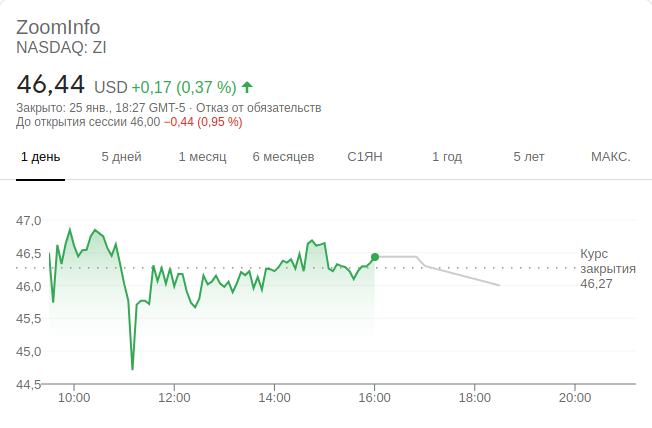 ZoomInfo
NASDAQ: ZI
46,44 USD +0,17 (0,37 %)
Закрыто: 25 янв., 18:27 GMT-5 · Отказ от обязательств
До открытия сессии 46,00 −0,44 (0,95 %)
1 день 5 дней 1 месяц 6 месяцев С1ЯН 1 год 5 лет МАКС.
47,0
46,5
46,0
45,5
45,0
44,5
Курс
закрытия
46,27
10:00 12:00 14:00 16:00 18:00 20:00